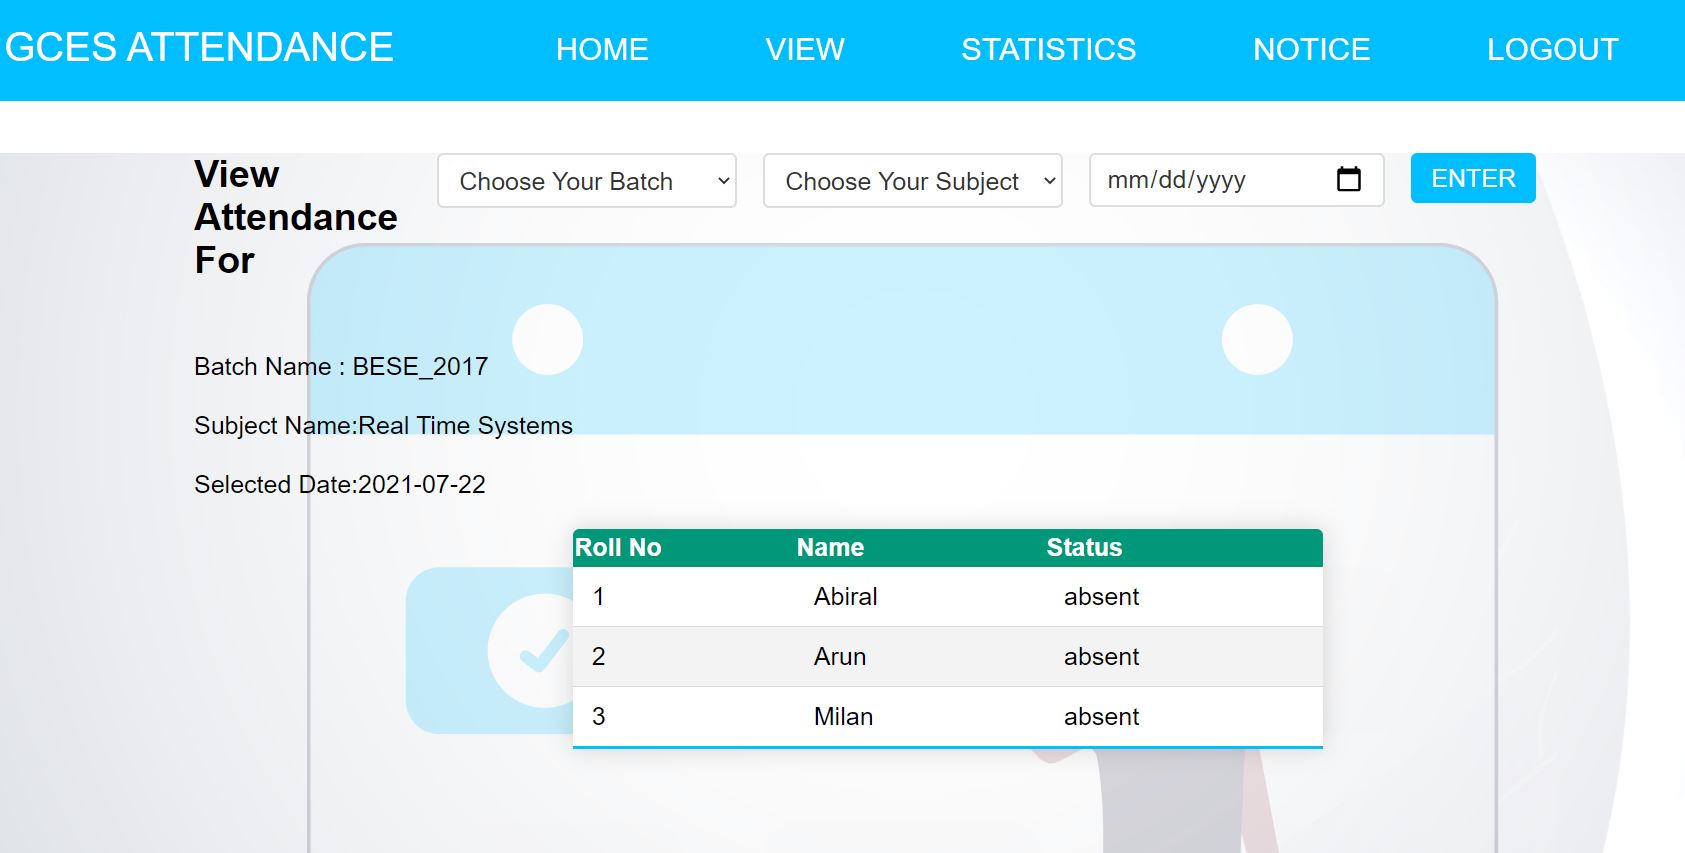 GCES ATTENDANCE HOME VIEW STATISTICS NOTICE LOGOUT
View Attendance For
Choose Your Batch Choose Your Subject mm/dd/yyyy ENTER
Batch Name : BESE_2017
Subject Name:Real Time Systems
Selected Date:2021-07-22
Roll No Name Status
1 Abiral absent
2 Arun absent
3 Milan absent